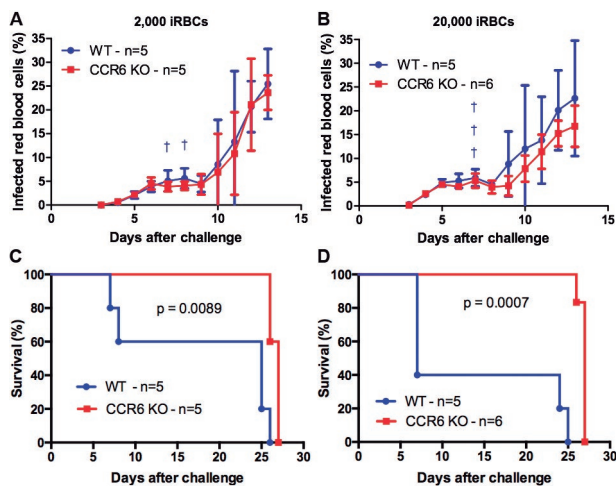 A
2,000 iRBCs
Infected red blood cells (%)
35
30
25
20
15
10
5
0
WT - n=5
CCR6 KO - n=5
† †
0 5 10 15
Days after challenge
B
20,000 iRBCs
Infected red blood cells (%)
35
30
25
20
15
10
5
0
WT - n=5
CCR6 KO - n=6
†
†
†
0 5 10 15
Days after challenge
C
Survival (%)
100
80
60
40
20
0
p = 0.0089
WT - n=5
CCR6 KO - n=5
0 5 10 15 20 25 30
Days after challenge
D
Survival (%)
100
80
60
40
20
0
p = 0.0007
WT - n=5
CCR6 KO - n=6
0 5 10 15 20 25 30
Days after challenge